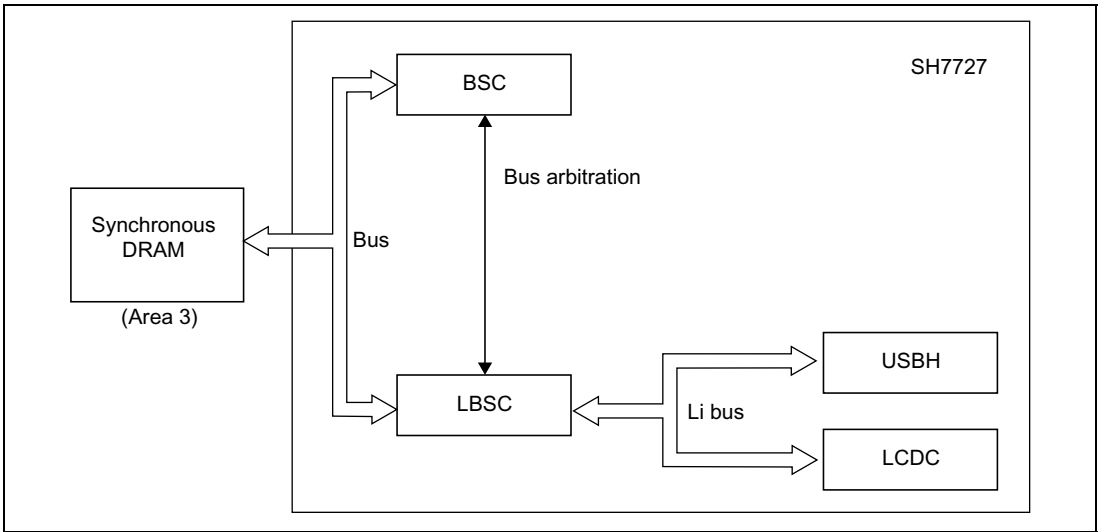 SH7727
BSC
Bus arbitration
Synchronous
DRAM
Bus
(Area 3)
USBH
LBSC
Li bus
LCDC